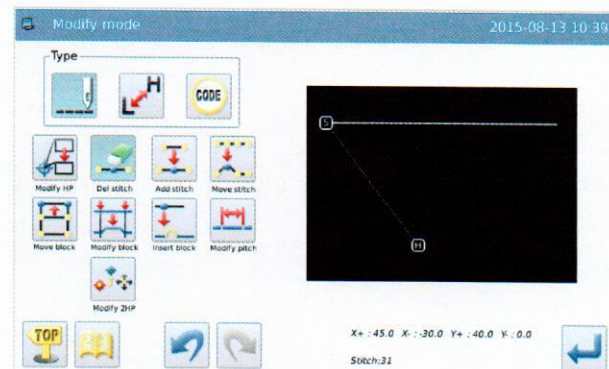 Modify mode 2015-08-13 10:39
Type
L H CODE
Modify HP Del stitch Add stitch Move stitch
Move block Modify block Insert block Modify pitch
Modify 2HP
S
H
TOP
X+ : 45.0 X- : -30.0 Y+ : 40.0 Y- : 0.0
Stitch:31